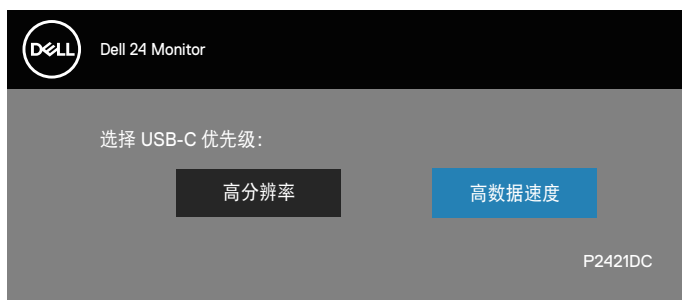 DELL
Dell 24 Monitor
选择 USB-C 优先级:
高分辨率
高数据速度
P2421DC